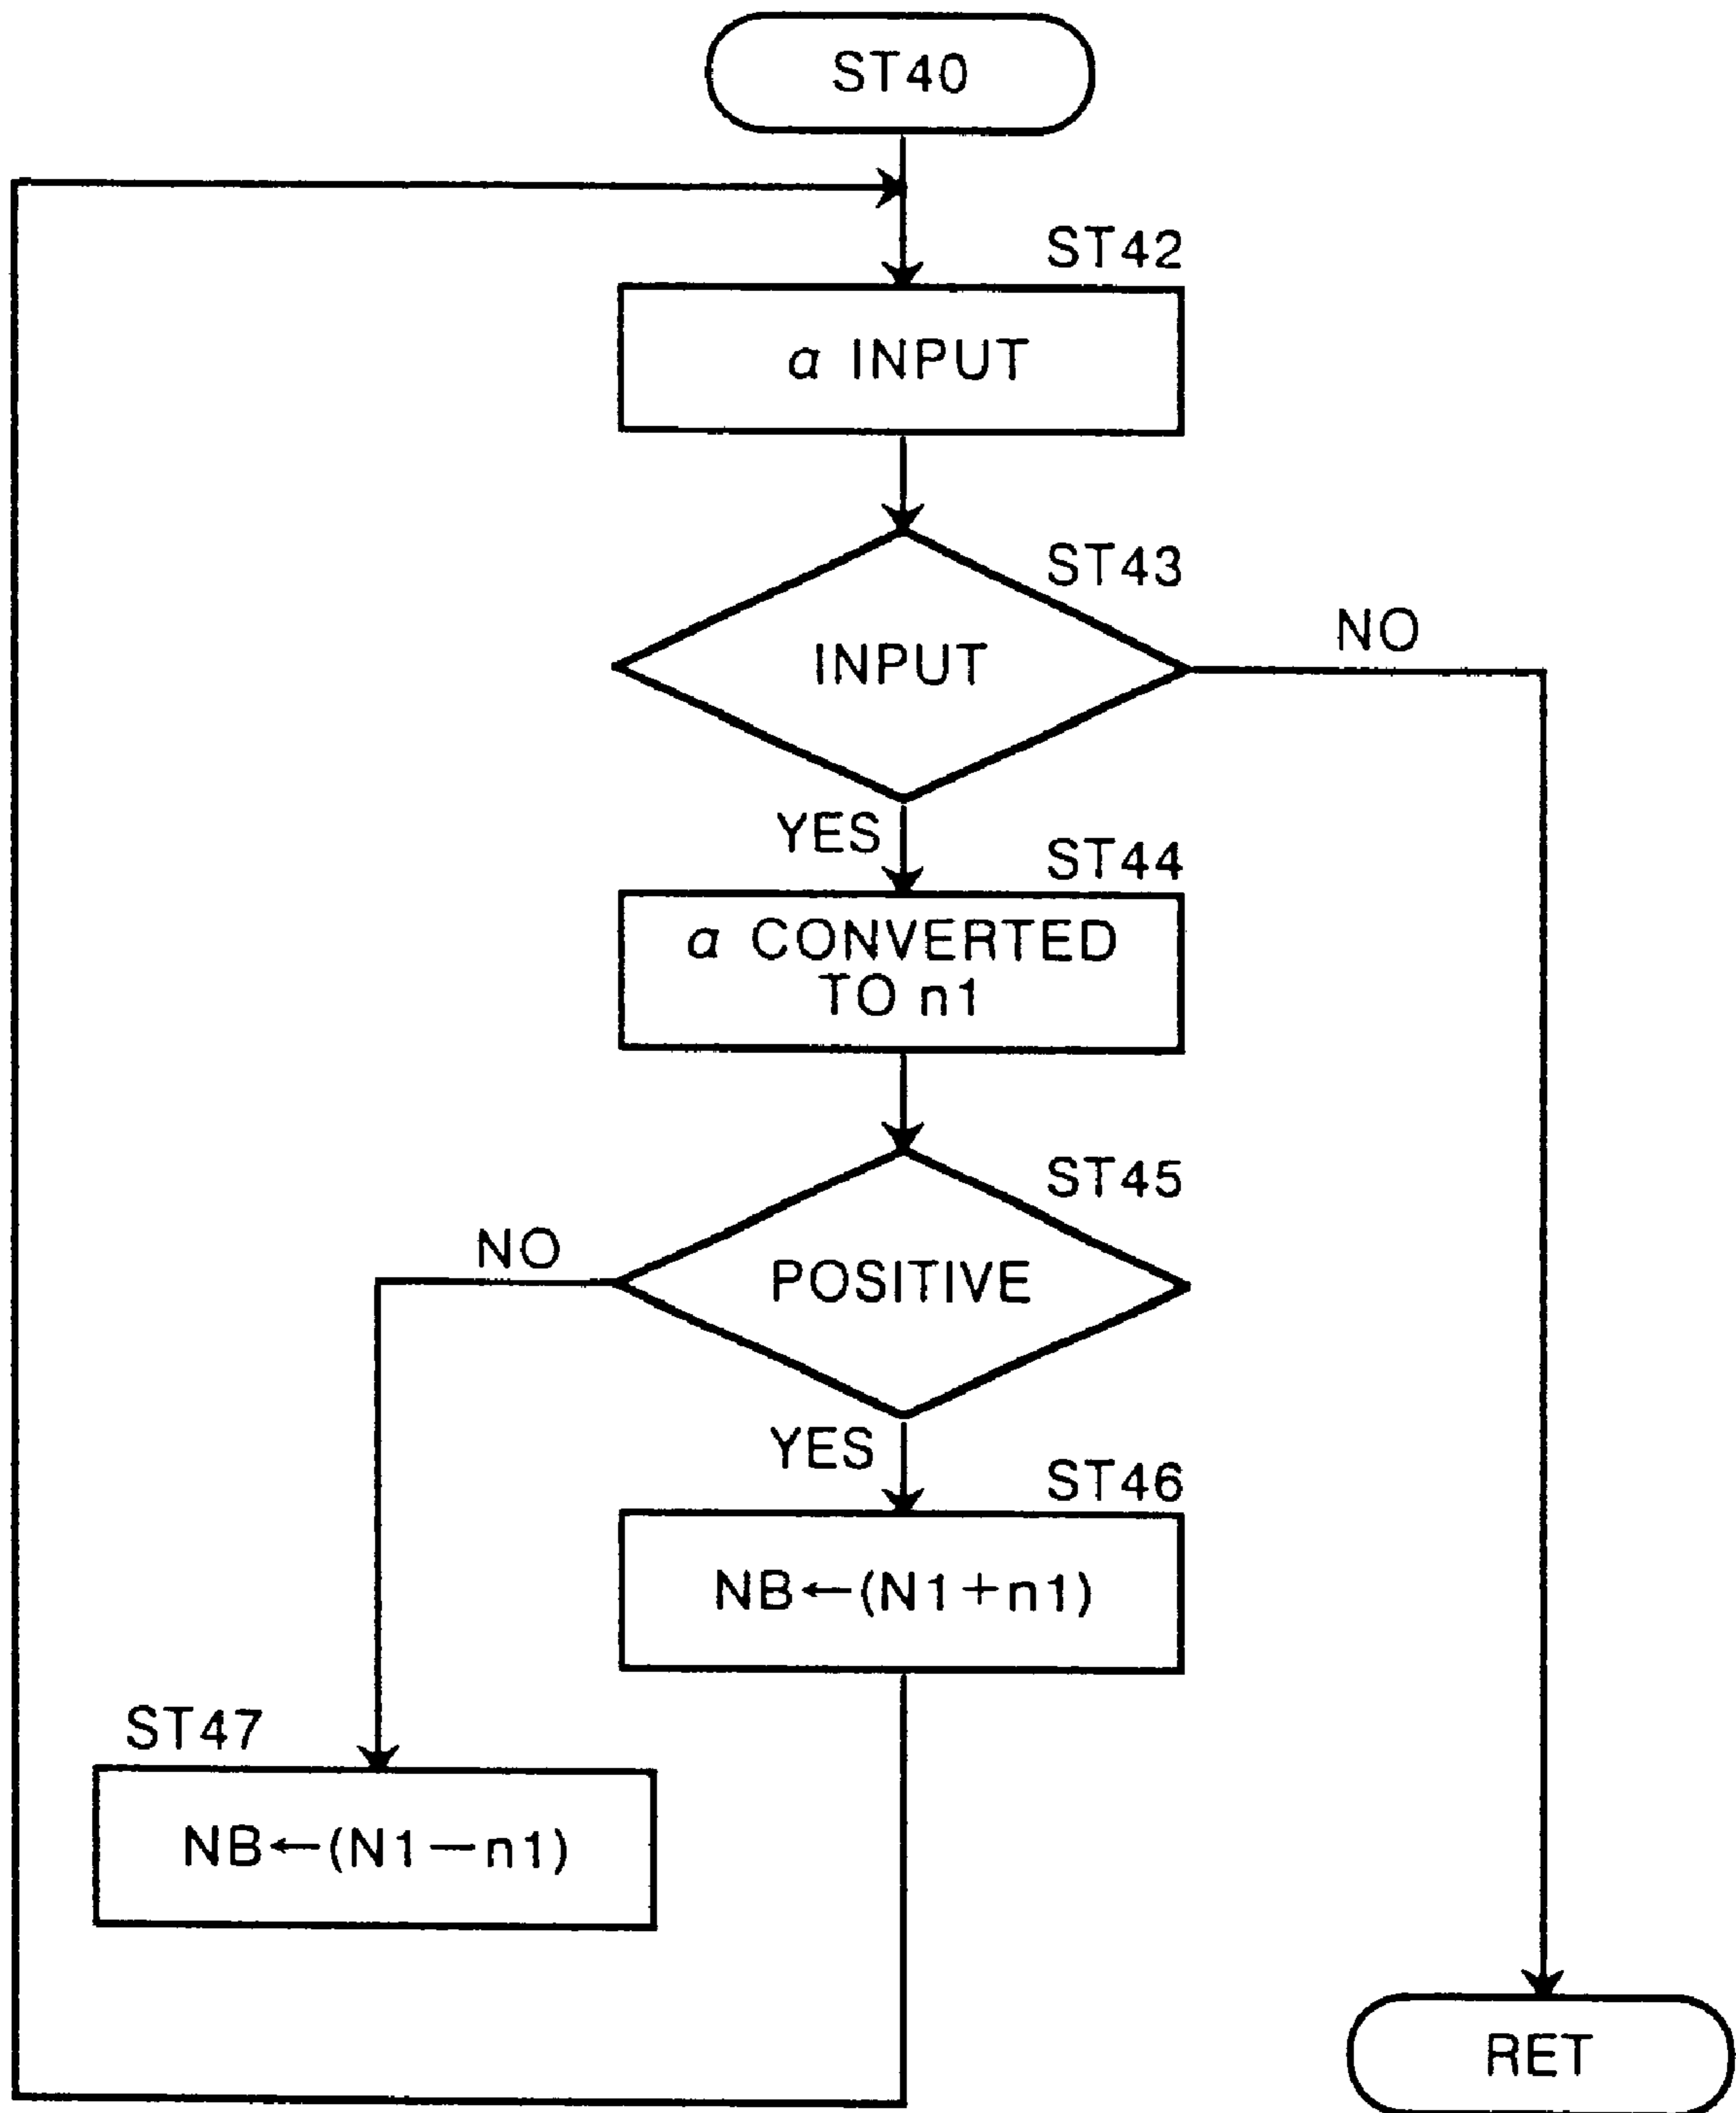 ST40
ST42
α INPUT
ST43
INPUT
NO
YES
ST44
α CONVERTED
TO n1
ST45
NO
POSITIVE
YES
ST46
NB←(N1+n1)
ST47
NB←(N1−n1)
RET